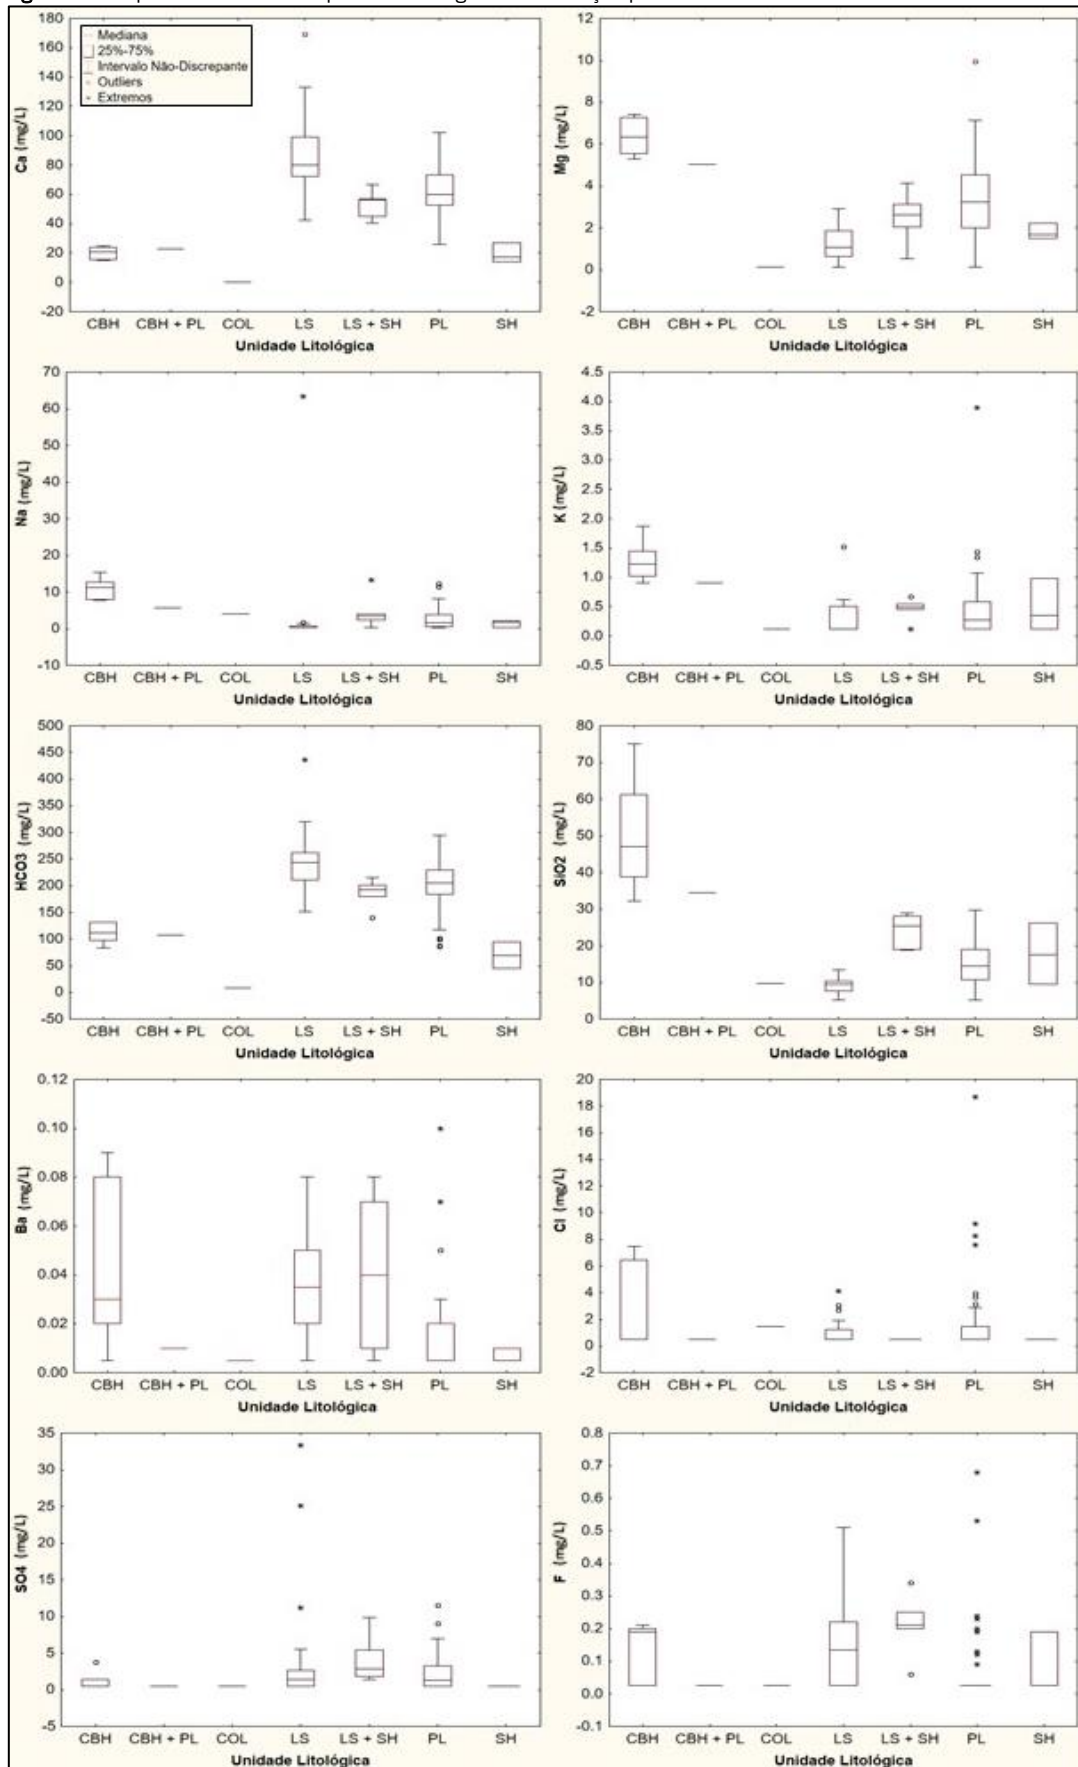 180
160
140
120
100
80
60
40
20
0
-20
Ca (mg/L)
Mediana
25%-75%
Intervalo Não-Discrepante
Outliers
Extremos
CBH CBH + PL COL LS LS + SH PL SH
Unidade Litológica
12
10
8
6
4
2
0
-2
Mg (mg/L)
CBH CBH + PL COL LS LS + SH PL SH
Unidade Litológica
70
60
50
40
30
20
10
0
-10
Na (mg/L)
CBH CBH + PL COL LS LS + SH PL SH
Unidade Litológica
4.5
4.0
3.5
3.0
2.5
2.0
1.5
1.0
0.5
0.0
-0.5
K (mg/L)
CBH CBH + PL COL LS LS + SH PL SH
Unidade Litológica
500
450
400
350
300
250
200
150
100
50
0
-50
HCO3 (mg/L)
CBH CBH + PL COL LS LS + SH PL SH
Unidade Litológica
80
70
60
50
40
30
20
10
0
SiO2 (mg/L)
CBH CBH + PL COL LS LS + SH PL SH
Unidade Litológica
0.12
0.10
0.08
0.06
0.04
0.02
0.00
Ba (mg/L)
CBH CBH + PL COL LS LS + SH PL SH
Unidade Litológica
20
18
16
14
12
10
8
6
4
2
0
-2
Cl (mg/L)
CBH CBH + PL COL LS LS + SH PL SH
Unidade Litológica
35
30
25
20
15
10
5
0
-5
SO4 (mg/L)
CBH CBH + PL COL LS LS + SH PL SH
Unidade Litológica
0.8
0.7
0.6
0.5
0.4
0.3
0.2
0.1
0.0
-0.1
F (mg/L)
CBH CBH + PL COL LS LS + SH PL SH
Unidade Litológica